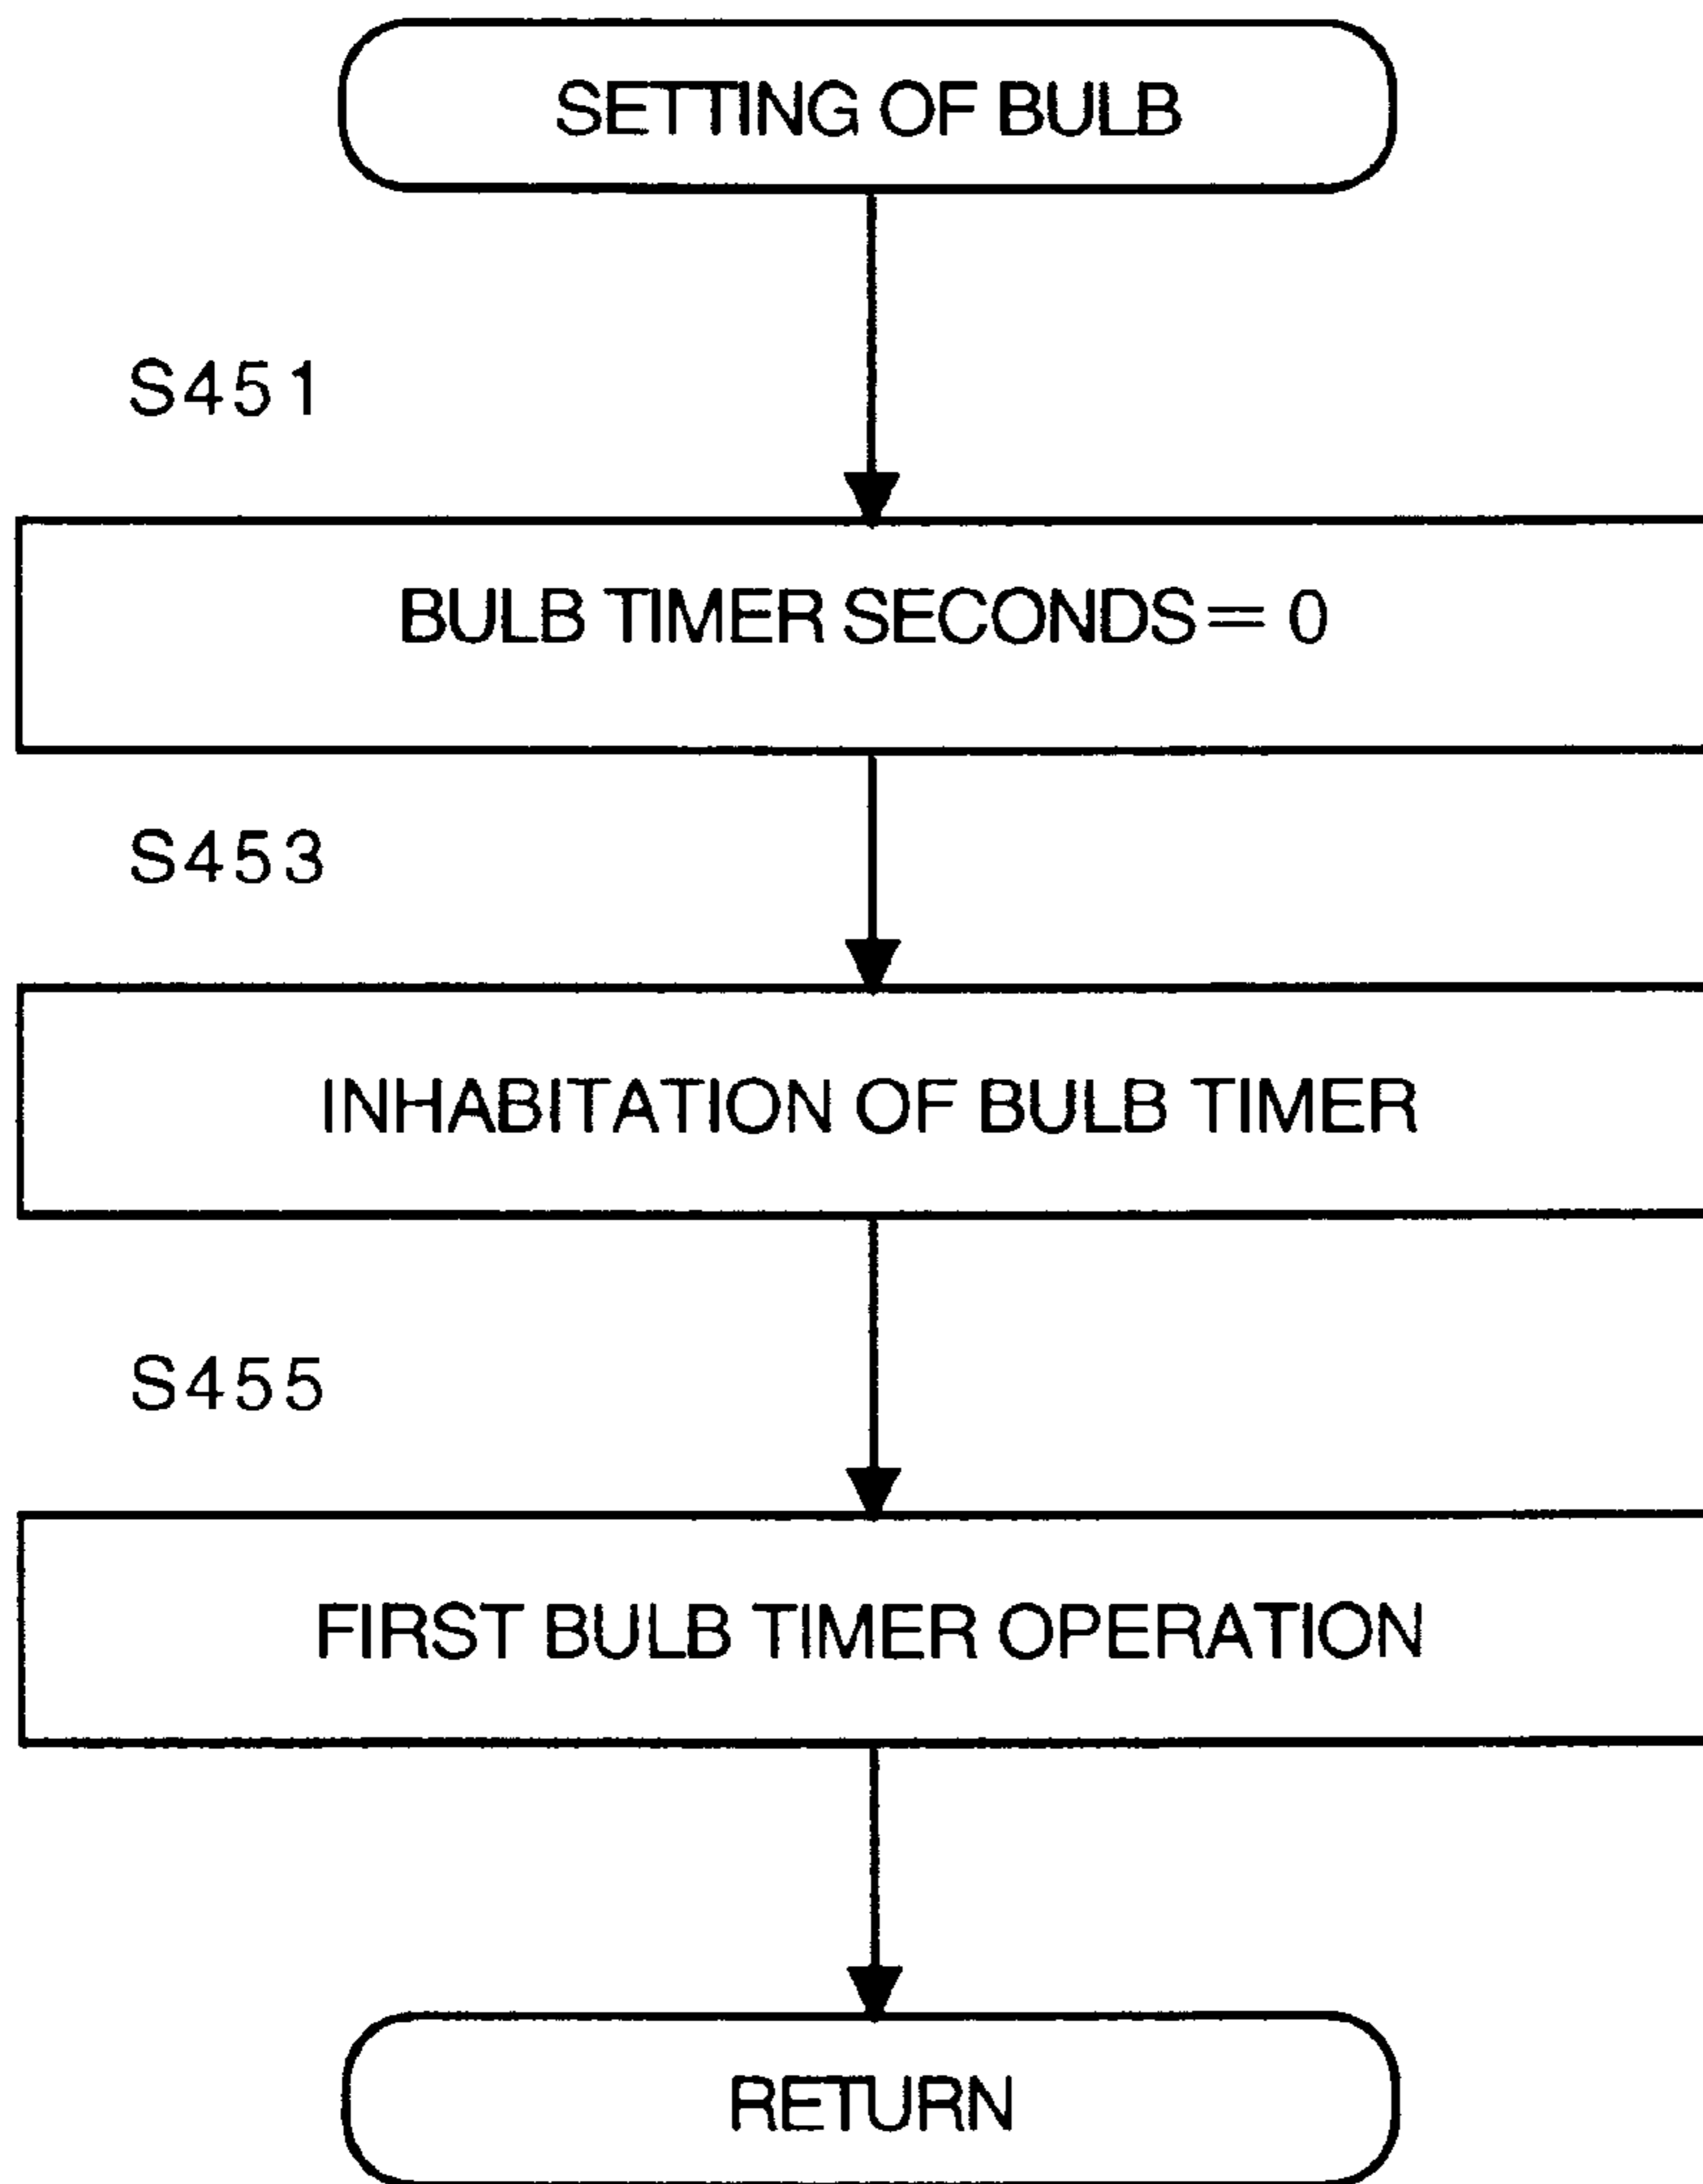 SETTING OF BULB
S451
BULB TIMER SECONDS = 0
S453
INHABITATION OF BULB TIMER
S455
FIRST BULB TIMER OPERATION
RETURN